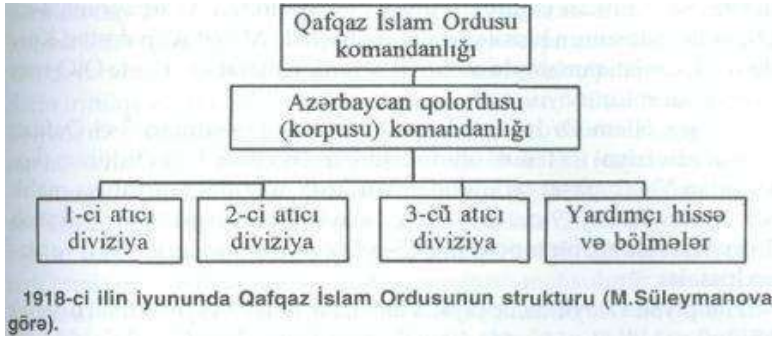 Qafqaz İslam Ordusu
komandanlığı
Azərbaycan qolordusu
(korpusu) komandanlığı
1-ci atıcı
diviziya
2-ci atıcı
diviziya
3-cü atıcı
diviziya
Yardımçı hissə
və bölmələr
1918-ci ilin iyununda Qafqaz İslam Ordusunun strukturu (M.Süleymanova
görə).